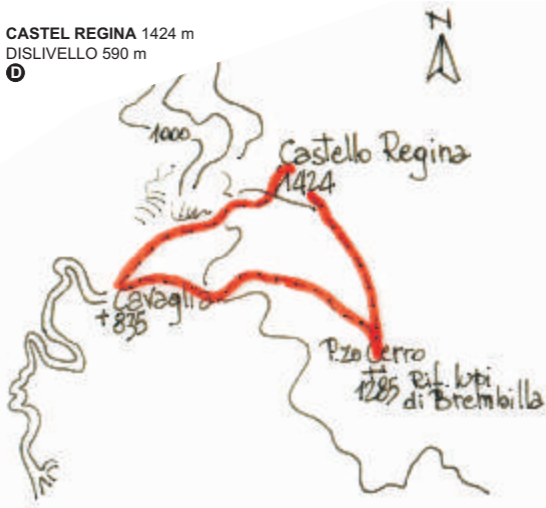 CASTEL REGINA 1424 m
DISLIVELLO 590 m
D
N
1000
Castello Regina
1424
Cavaglia
+ 835
P.zo Cerro
1285 Rif. lupi
di Brembilla